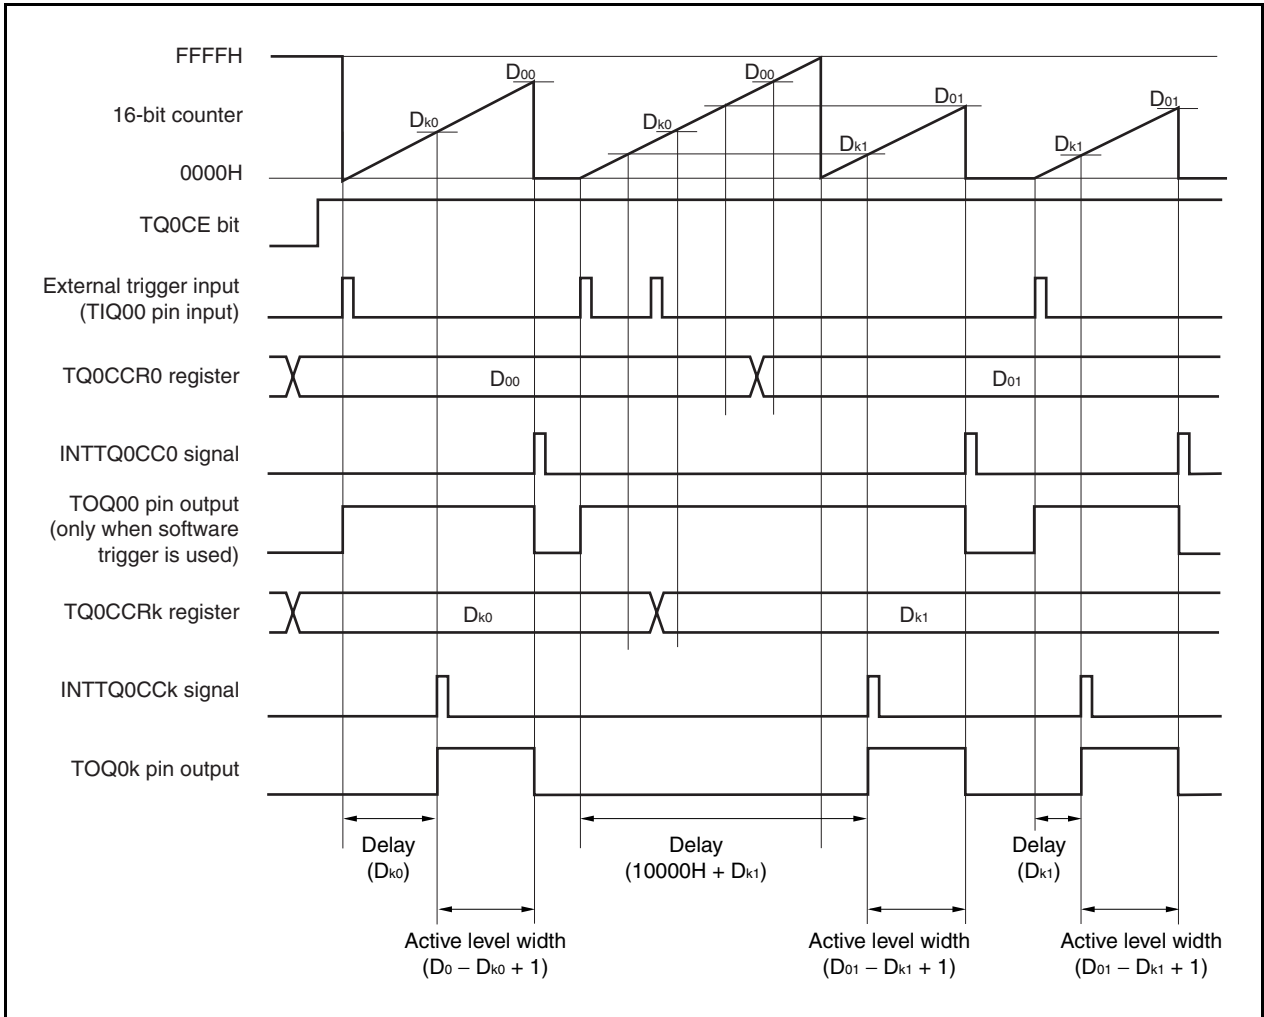 FFFFH
D00
D00
16-bit counter
Dk0
Dk0
D01
D01
Dk1
Dk1
0000H
TQ0CE bit
External trigger input
(TIQ00 pin input)
TQ0CCR0 register
D00
D01
INTTQ0CC0 signal
TOQ00 pin output
(only when software
trigger is used)
TQ0CCRk register
Dk0
Dk1
INTTQ0CCk signal
TOQ0k pin output
Delay
(Dk0)
Delay
(10000H + Dk1)
Delay
(Dk1)
Active level width
(D0 − Dk0 + 1)
Active level width
(D01 − Dk1 + 1)
Active level width
(D01 − Dk1 + 1)